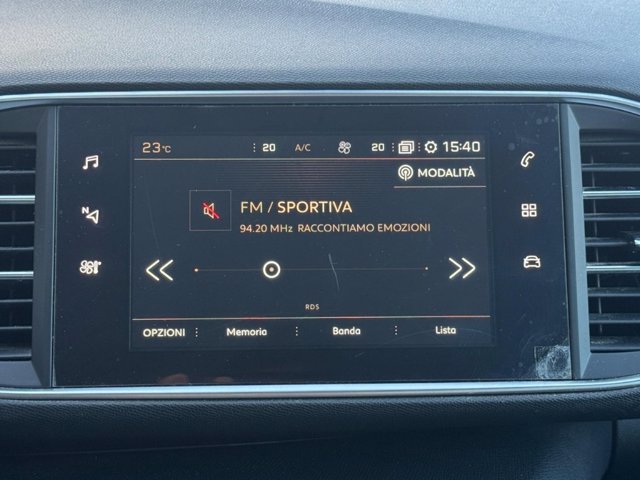 23°C 20 A/C 20 15:40
MODALITÀ
FM / SPORTIVA
94.20 MHz RACCONTIAMO EMOZIONI
N
RDS
OPZIONI Memoria Banda Lista